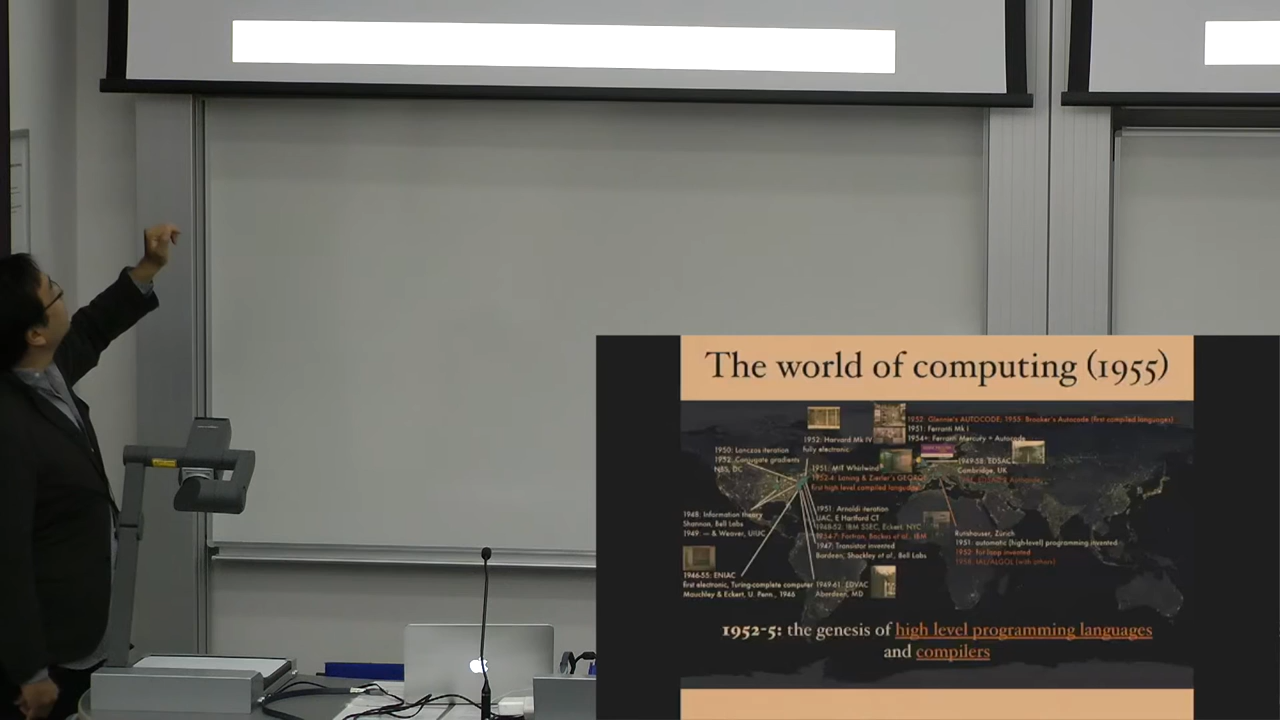 The world of computing (1955)
1952: Glennie's AUTOCODE; 1955: Brooker's Autocode (first compiled languages)
1951: Ferranti Mk I
1954*: Ferranti Mercury + Autocode
1952: Harvard Mk IV
fully electronic
1950: Lanczos iteration
1952: Conjugate gradients
NBS, DC
1949-58: EDSAC
Cambridge, UK
1951: MIT Whirlwind
1952-4: Laning & Zierler's GEORGE
first high level compiled language
1948: Information theory
Shannon, Bell Labs
1949: — & Weaver, UIUC
1951: Arnoldi iteration
UAC, E Hartford CT
1948-52: IBM SSEC, Eckert, NYC
1954-7: Fortran, Backus et al., IBM
1947: Transistor invented
Bardeen, Shockley et al., Bell Labs
Rutishauser, Zürich
1951: automatic (high-level) programming invented
1952: for loop invented
1958: IAL/ALGOL (with others)
1946-55: ENIAC
first electronic, Turing-complete computer
Mauchley & Eckert, U. Penn., 1946
1949-61: EDVAC
Aberdeen, MD
1952-5: the genesis of high level programming languages
and compilers